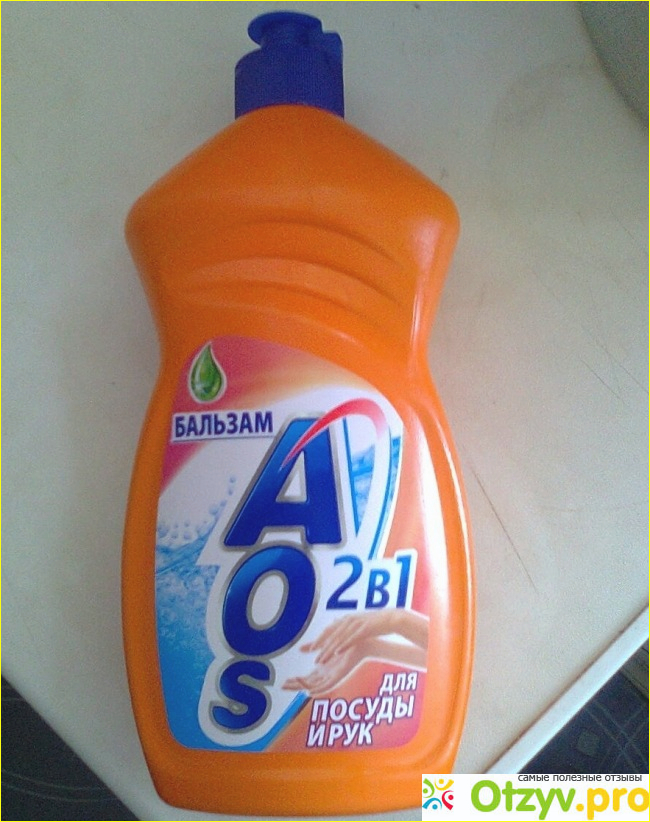 БАЛЬЗАМ
AOS
2в1
ДЛЯ
ПОСУДЫ
И РУК
самые полезные отзывы
Otzyv.pro